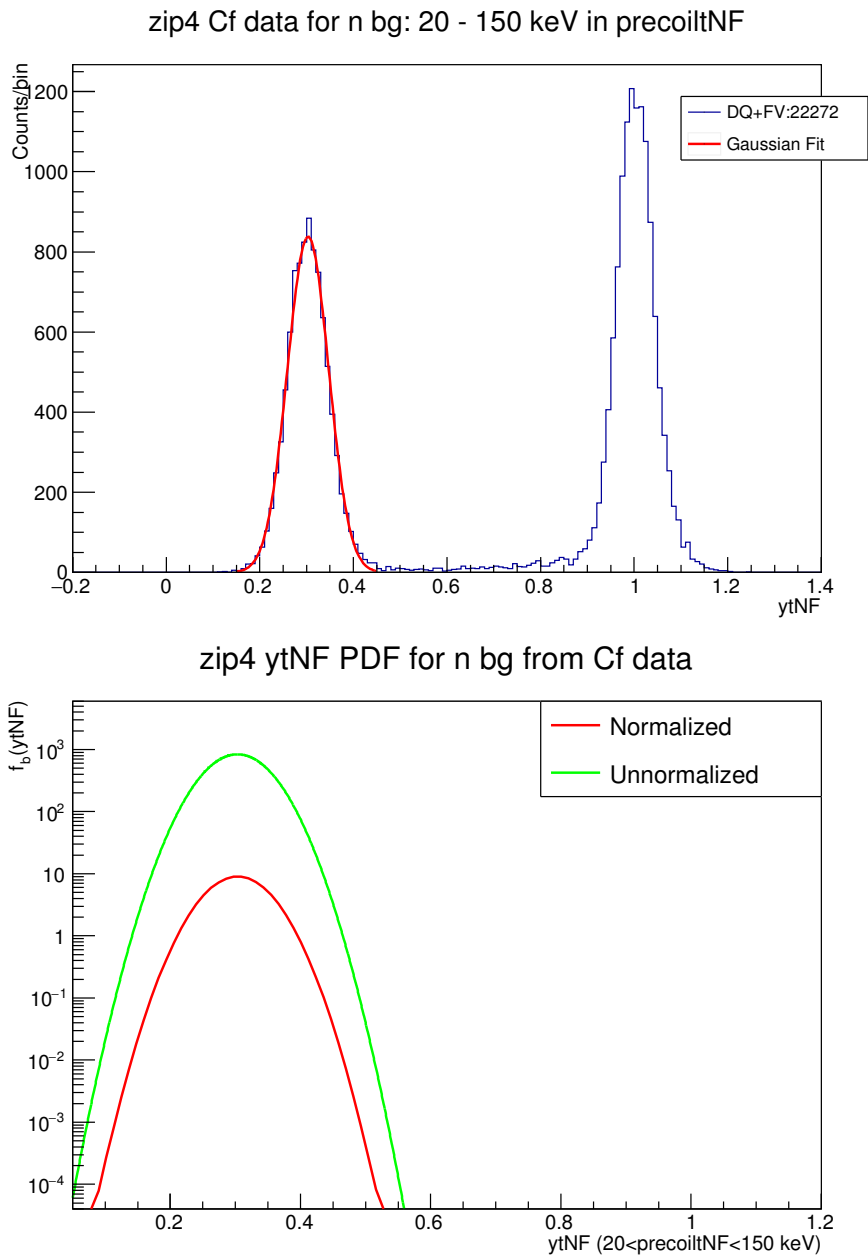 zip4 Cf data for n bg: 20 - 150 keV in precoiltNF
Counts/bin
1200
1000
800
600
400
200
0
DQ+FV:22272
Gaussian Fit
−0.2 0 0.2 0.4 0.6 0.8 1 1.2 1.4
ytNF
zip4 ytNF PDF for n bg from Cf data
f_b(ytNF)
10³
10²
10
1
10⁻¹
10⁻²
10⁻³
10⁻⁴
Normalized
Unnormalized
0.2 0.4 0.6 0.8 1 1.2
ytNF (20<precoiltNF<150 keV)